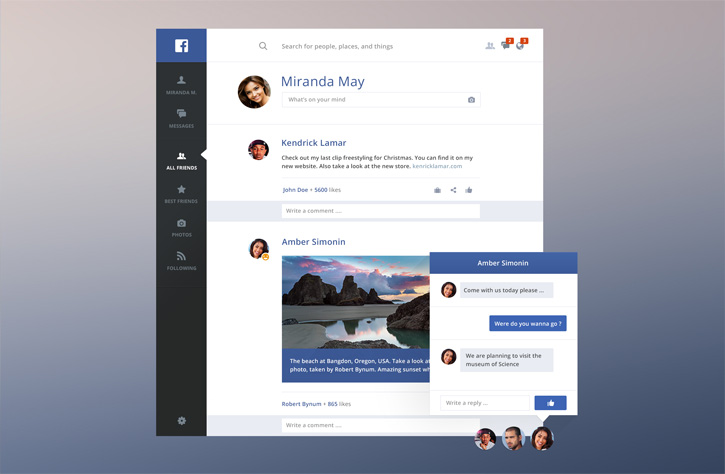 Search for people, places, and things
2
3
MIRANDA M.
MESSAGES
ALL FRIENDS
BEST FRIENDS
PHOTOS
FOLLOWING
Miranda May
What's on your mind
Kendrick Lamar
Check out my last clip freestyling for Christmas. You can find it on my
new website. Also take a look at the new store. kenricklamar.com
John Doe + 5600 likes
Write a comment ....
Amber Simonin
The beach at Bangdon, Oregon, USA. Take a look at
photo, taken by Robert Bynum. Amazing sunset wh
Robert Bynum + 865 likes
Write a comment ....
Amber Simonin
Come with us today please ...
Were do you wanna go ?
We are planning to visit the
museum of Science
Write a reply ....